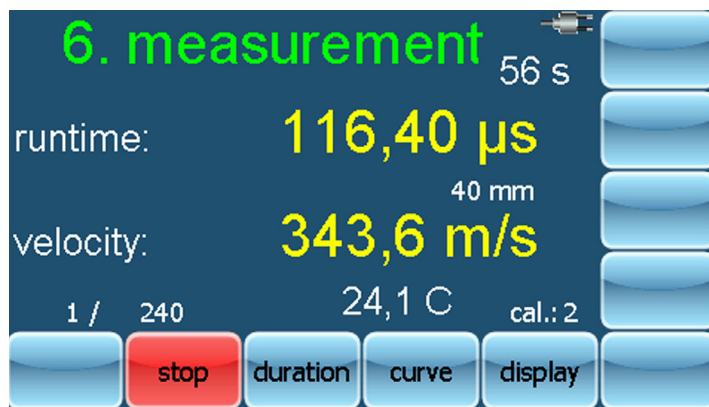 6. measurement
56 s
runtime: 116,40 µs
40 mm
velocity: 343,6 m/s
1 / 240 24,1 C cal.: 2
stop duration curve display